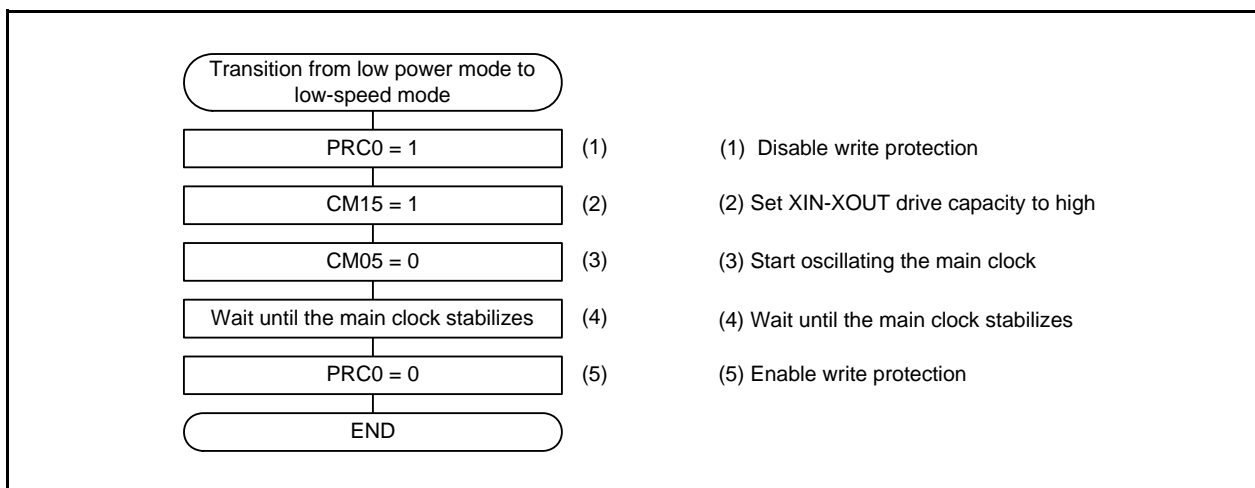 Transition from low power mode to
low-speed mode
PRC0 = 1
(1)
(1) Disable write protection
CM15 = 1
(2)
(2) Set XIN-XOUT drive capacity to high
CM05 = 0
(3)
(3) Start oscillating the main clock
Wait until the main clock stabilizes
(4)
(4) Wait until the main clock stabilizes
PRC0 = 0
(5)
(5) Enable write protection
END